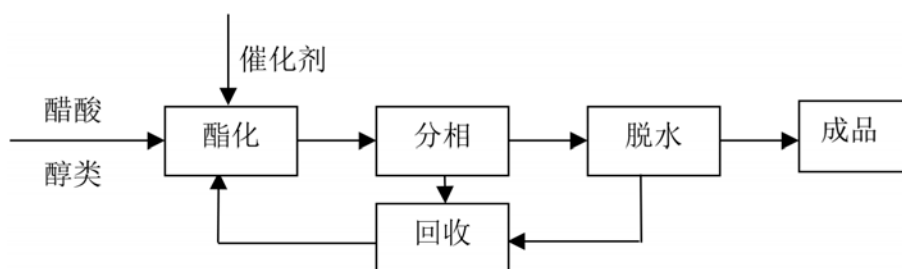 催化剂
醋酸
醇类
酯化
分相
脱水
成品
回收